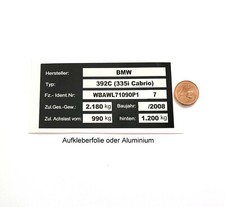 Hersteller: BMW
Typ: 392C (335i Cabrio)
Fz.- Ident.Nr: WBAWL71090P1 7
Zul.Ges.-Gew.: 2.180 kg Baujahr: /2008
Zul. Achslast vorn: 990 kg hinten: 1.200 kg
Aufkleberfolie oder Aluminium